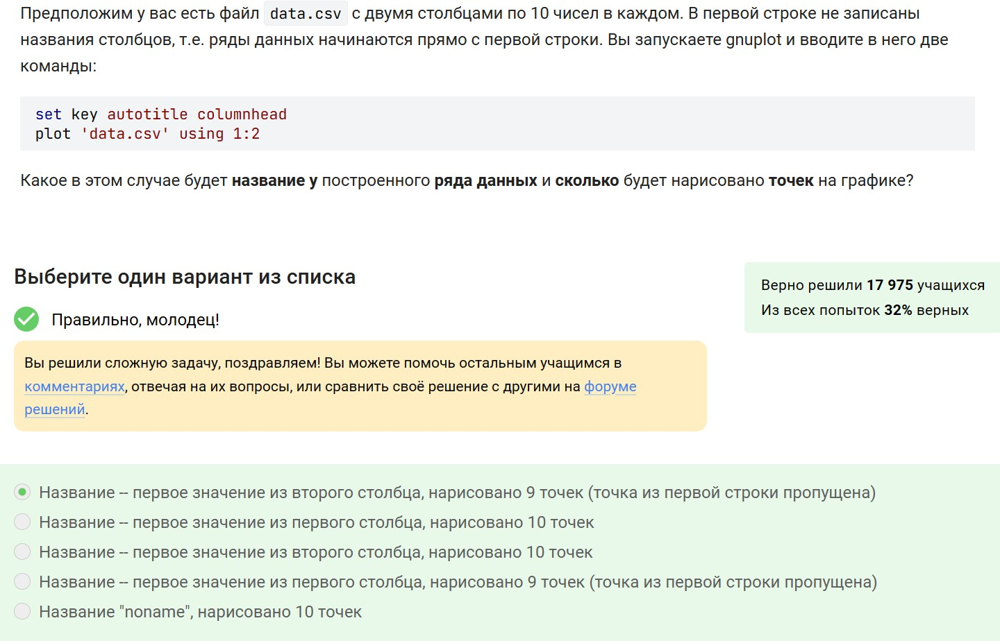 Предположим у вас есть файл data.csv с двумя столбцами по 10 чисел в каждом. В первой строке не записаны
названия столбцов, т.е. ряды данных начинаются прямо с первой строки. Вы запускаете gnuplot и вводите в него две
команды:
set key autotitle columnhead
plot 'data.csv' using 1:2
Какое в этом случае будет название у построенного ряда данных и сколько будет нарисовано точек на графике?
Выберите один вариант из списка
Верно решили 17 975 учащихся
Из всех попыток 32% верных
Правильно, молодец!
Вы решили сложную задачу, поздравляем! Вы можете помочь остальным учащимся в
комментариях, отвечая на их вопросы, или сравнить своё решение с другими на форуме
решений.
Название -- первое значение из второго столбца, нарисовано 9 точек (точка из первой строки пропущена)
Название -- первое значение из первого столбца, нарисовано 10 точек
Название -- первое значение из второго столбца, нарисовано 10 точек
Название -- первое значение из первого столбца, нарисовано 9 точек (точка из первой строки пропущена)
Название "noname", нарисовано 10 точек